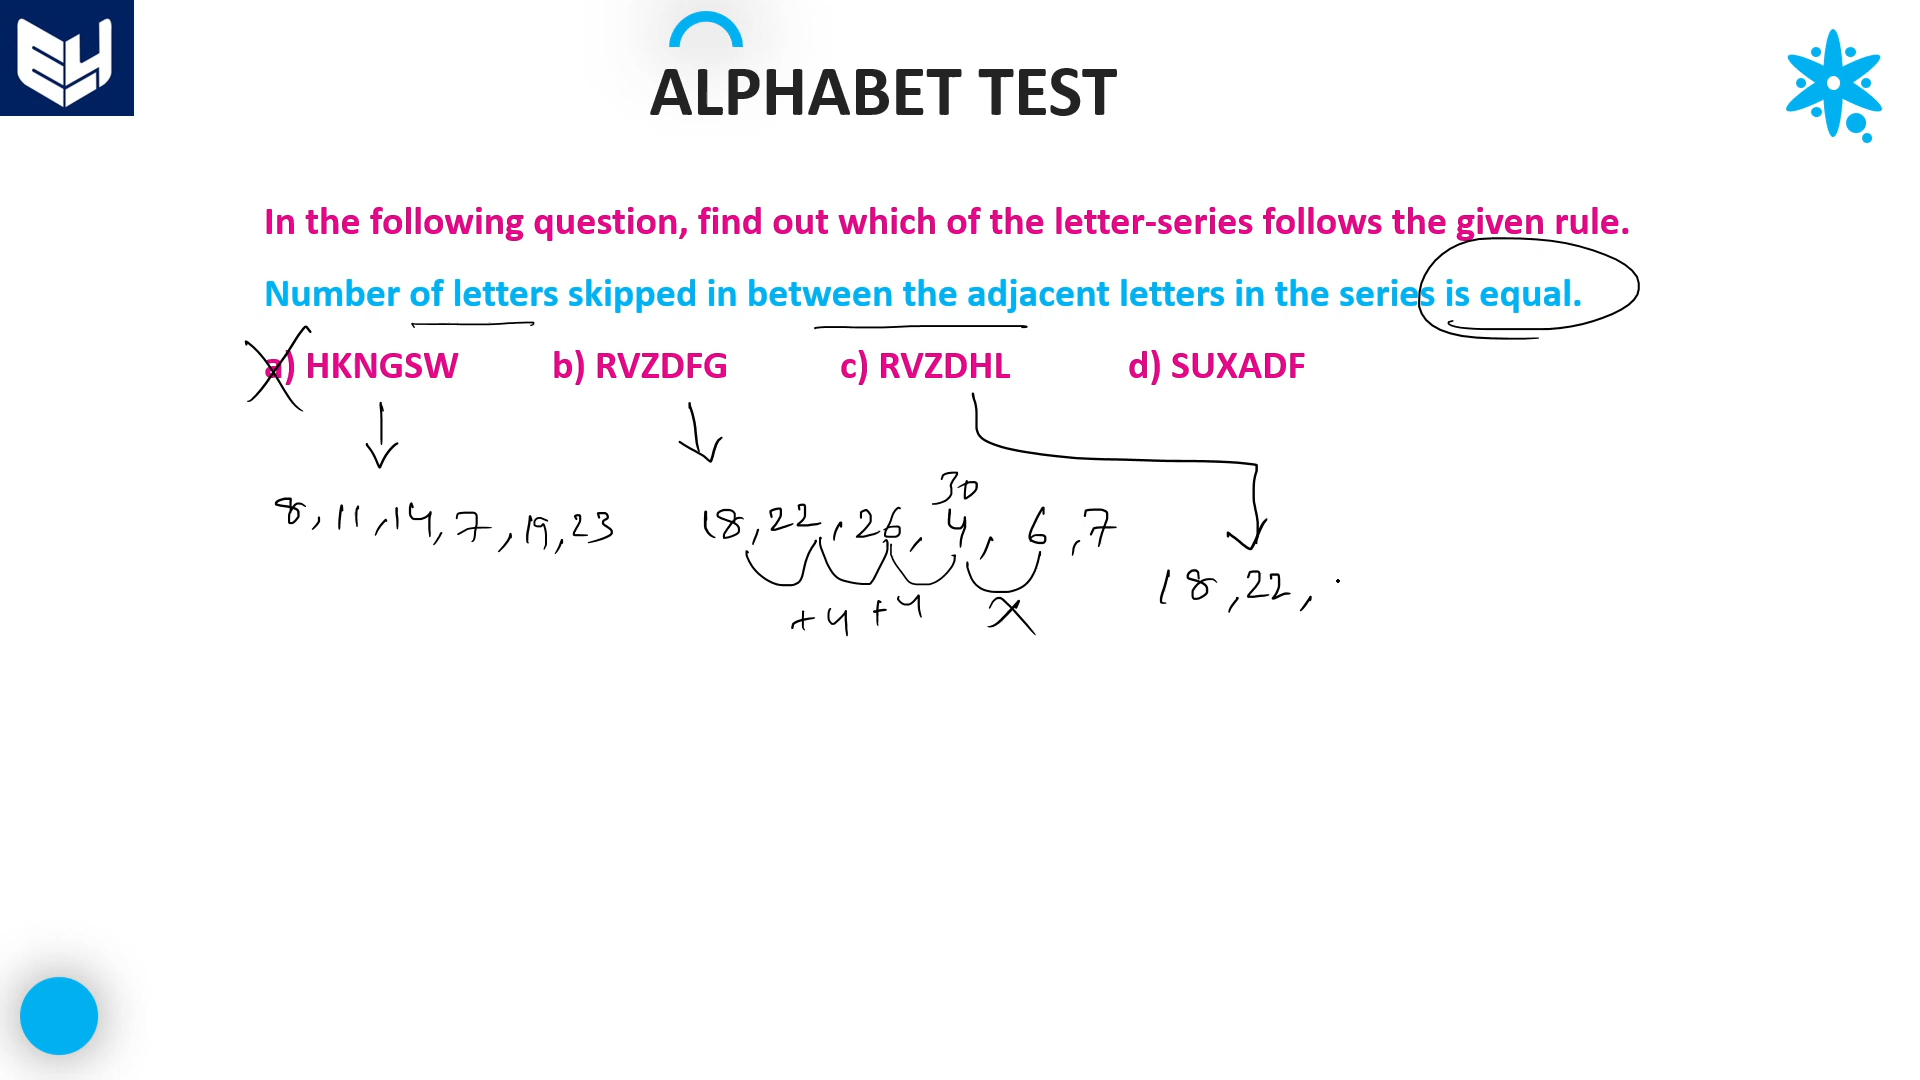 ALPHABET TEST
In the following question, find out which of the letter-series follows the given rule.
Number of letters skipped in between the adjacent letters in the series is equal.
a) HKNGSW b) RVZDFG c) RVZDHL d) SUXADF
30
8, 11, 14, 7, 19, 23 18, 22, 26, 4, 6, 7
18, 22,
+4 +4 X